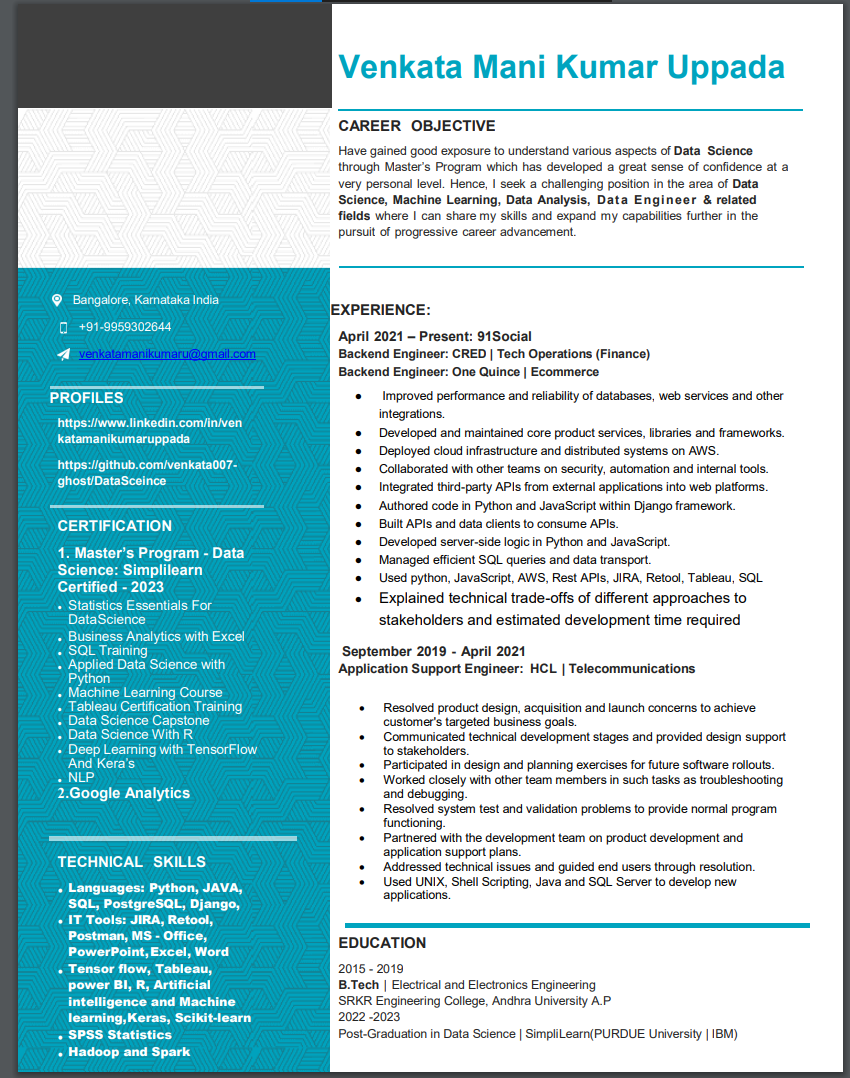 Venkata Mani Kumar Uppada
CAREER OBJECTIVE
Have gained good exposure to understand various aspects of Data Science
through Master's Program which has developed a great sense of confidence at a
very personal level. Hence, I seek a challenging position in the area of Data
Science, Machine Learning, Data Analysis, Data Engineer & related
fields where I can share my skills and expand my capabilities further in the
pursuit of progressive career advancement.
Bangalore, Karnataka India
+91-9959302644
venkatamanikumaru@gmail.com
PROFILES
https://www.linkedin.com/in/ven
katamanikumaruppada
https://github.com/venkata007-
ghost/DataSceince
CERTIFICATION
1. Master's Program - Data
Science: Simplilearn
Certified - 2023
• Statistics Essentials For
DataScience
• Business Analytics with Excel
• SQL Training
• Applied Data Science with
Python
• Machine Learning Course
• Tableau Certification Training
• Data Science Capstone
• Data Science With R
• Deep Learning with TensorFlow
And Kera's
• NLP
2.Google Analytics
TECHNICAL SKILLS
• Languages: Python, JAVA,
SQL, PostgreSQL, Django,
• IT Tools: JIRA, Retool,
Postman, MS - Office,
PowerPoint,Excel, Word
• Tensor flow, Tableau,
power BI, R, Artificial
intelligence and Machine
learning,Keras, Scikit-learn
• SPSS Statistics
• Hadoop and Spark
EXPERIENCE:
April 2021 – Present: 91Social
Backend Engineer: CRED | Tech Operations (Finance)
Backend Engineer: One Quince | Ecommerce
● Improved performance and reliability of databases, web services and other
integrations.
● Developed and maintained core product services, libraries and frameworks.
● Deployed cloud infrastructure and distributed systems on AWS.
● Collaborated with other teams on security, automation and internal tools.
● Integrated third-party APIs from external applications into web platforms.
● Authored code in Python and JavaScript within Django framework.
● Built APIs and data clients to consume APIs.
● Developed server-side logic in Python and JavaScript.
● Managed efficient SQL queries and data transport.
● Used python, JavaScript, AWS, Rest APIs, JIRA, Retool, Tableau, SQL
● Explained technical trade-offs of different approaches to
stakeholders and estimated development time required
September 2019 - April 2021
Application Support Engineer: HCL | Telecommunications
• Resolved product design, acquisition and launch concerns to achieve
customer's targeted business goals.
• Communicated technical development stages and provided design support
to stakeholders.
• Participated in design and planning exercises for future software rollouts.
• Worked closely with other team members in such tasks as troubleshooting
and debugging.
• Resolved system test and validation problems to provide normal program
functioning.
• Partnered with the development team on product development and
application support plans.
• Addressed technical issues and guided end users through resolution.
• Used UNIX, Shell Scripting, Java and SQL Server to develop new
applications.
EDUCATION
2015 - 2019
B.Tech | Electrical and Electronics Engineering
SRKR Engineering College, Andhra University A.P
2022 -2023
Post-Graduation in Data Science | SimpliLearn(PURDUE University | IBM)